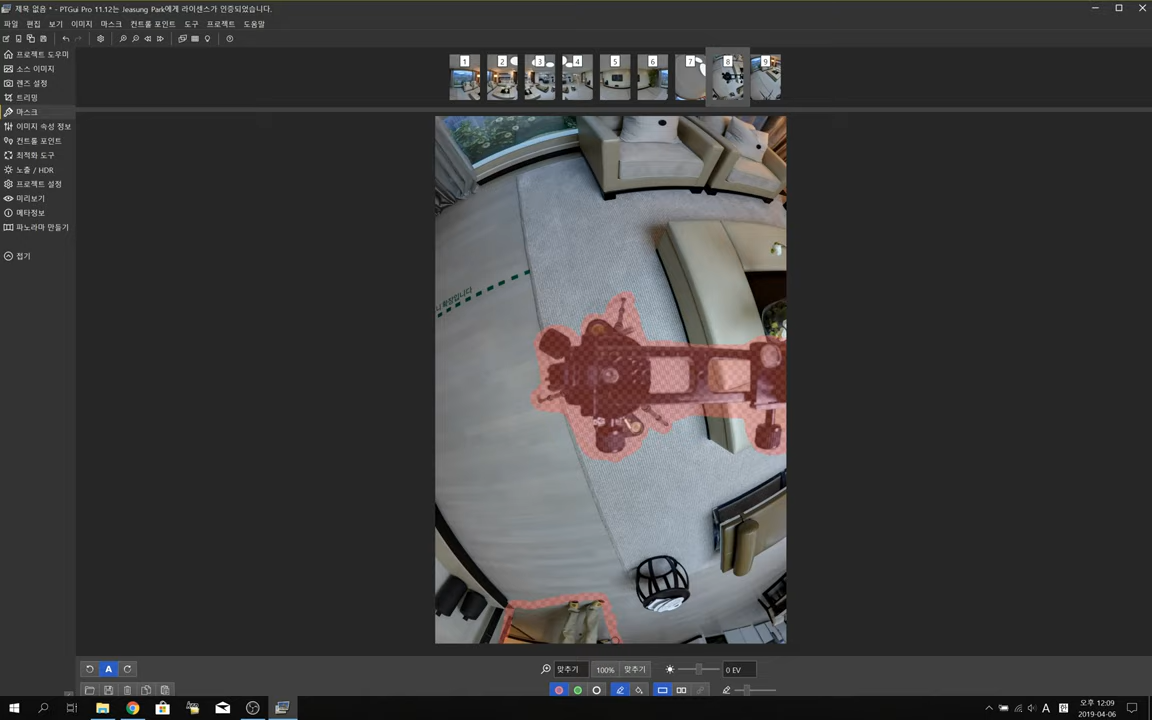 제목 없음 * - PTGui Pro 11.12는 Jeasung Park에게 라이센스가 인증되었습니다.
파일 편집 보기 이미지 마스크 컨트롤 포인트 도구 프로젝트 도움말
프로젝트 도우미
소스 이미지
렌즈 설정
트리밍
마스크
이미지 속성 정보
컨트롤 포인트
최적화 도구
노출 / HDR
프로젝트 설정
미리보기
메타정보
파노라마 만들기
접기
1 2 3 4 5 6 7 8 9
확장입니다
A
맞추기 100% 맞추기 0 EV
A 한 오후 12:09
2019-04-06